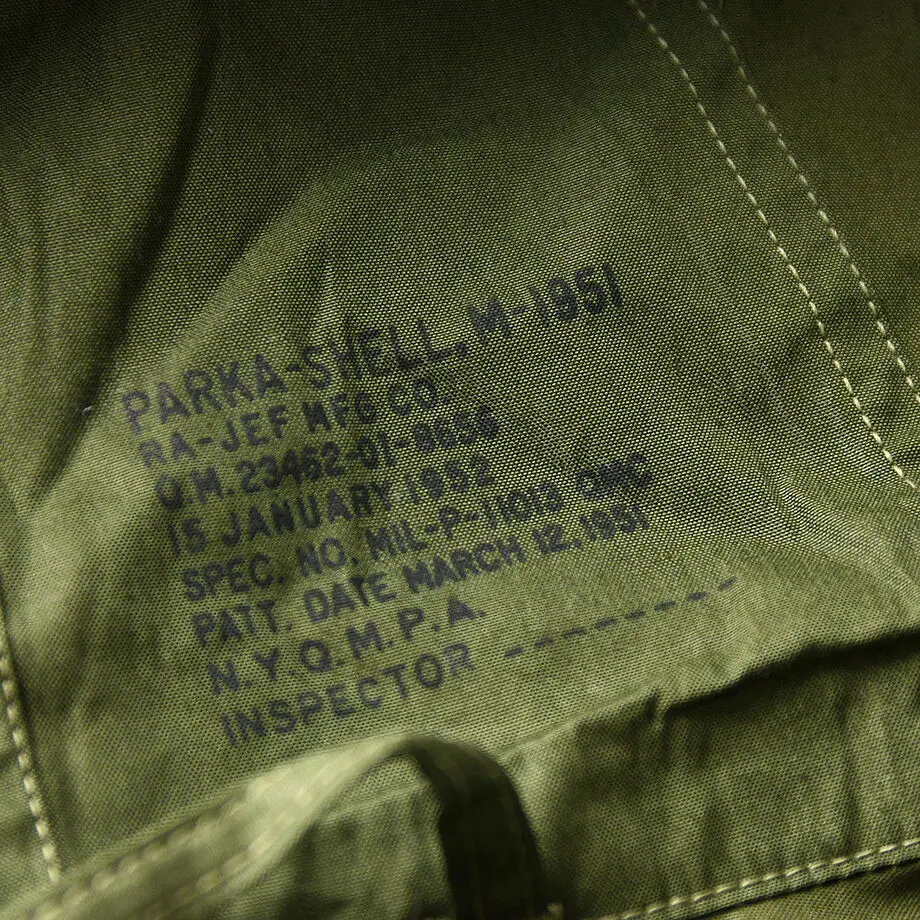 PARKA-SHELL, M-1951
RA-JEF MFG CO.
Q.M. 23462-01-8656
15 JANUARY 1952
SPEC. NO. MIL-P-11013 QMC
PATT. DATE MARCH 12, 1951
N.Y.Q.M.P.A.
INSPECTOR ---------